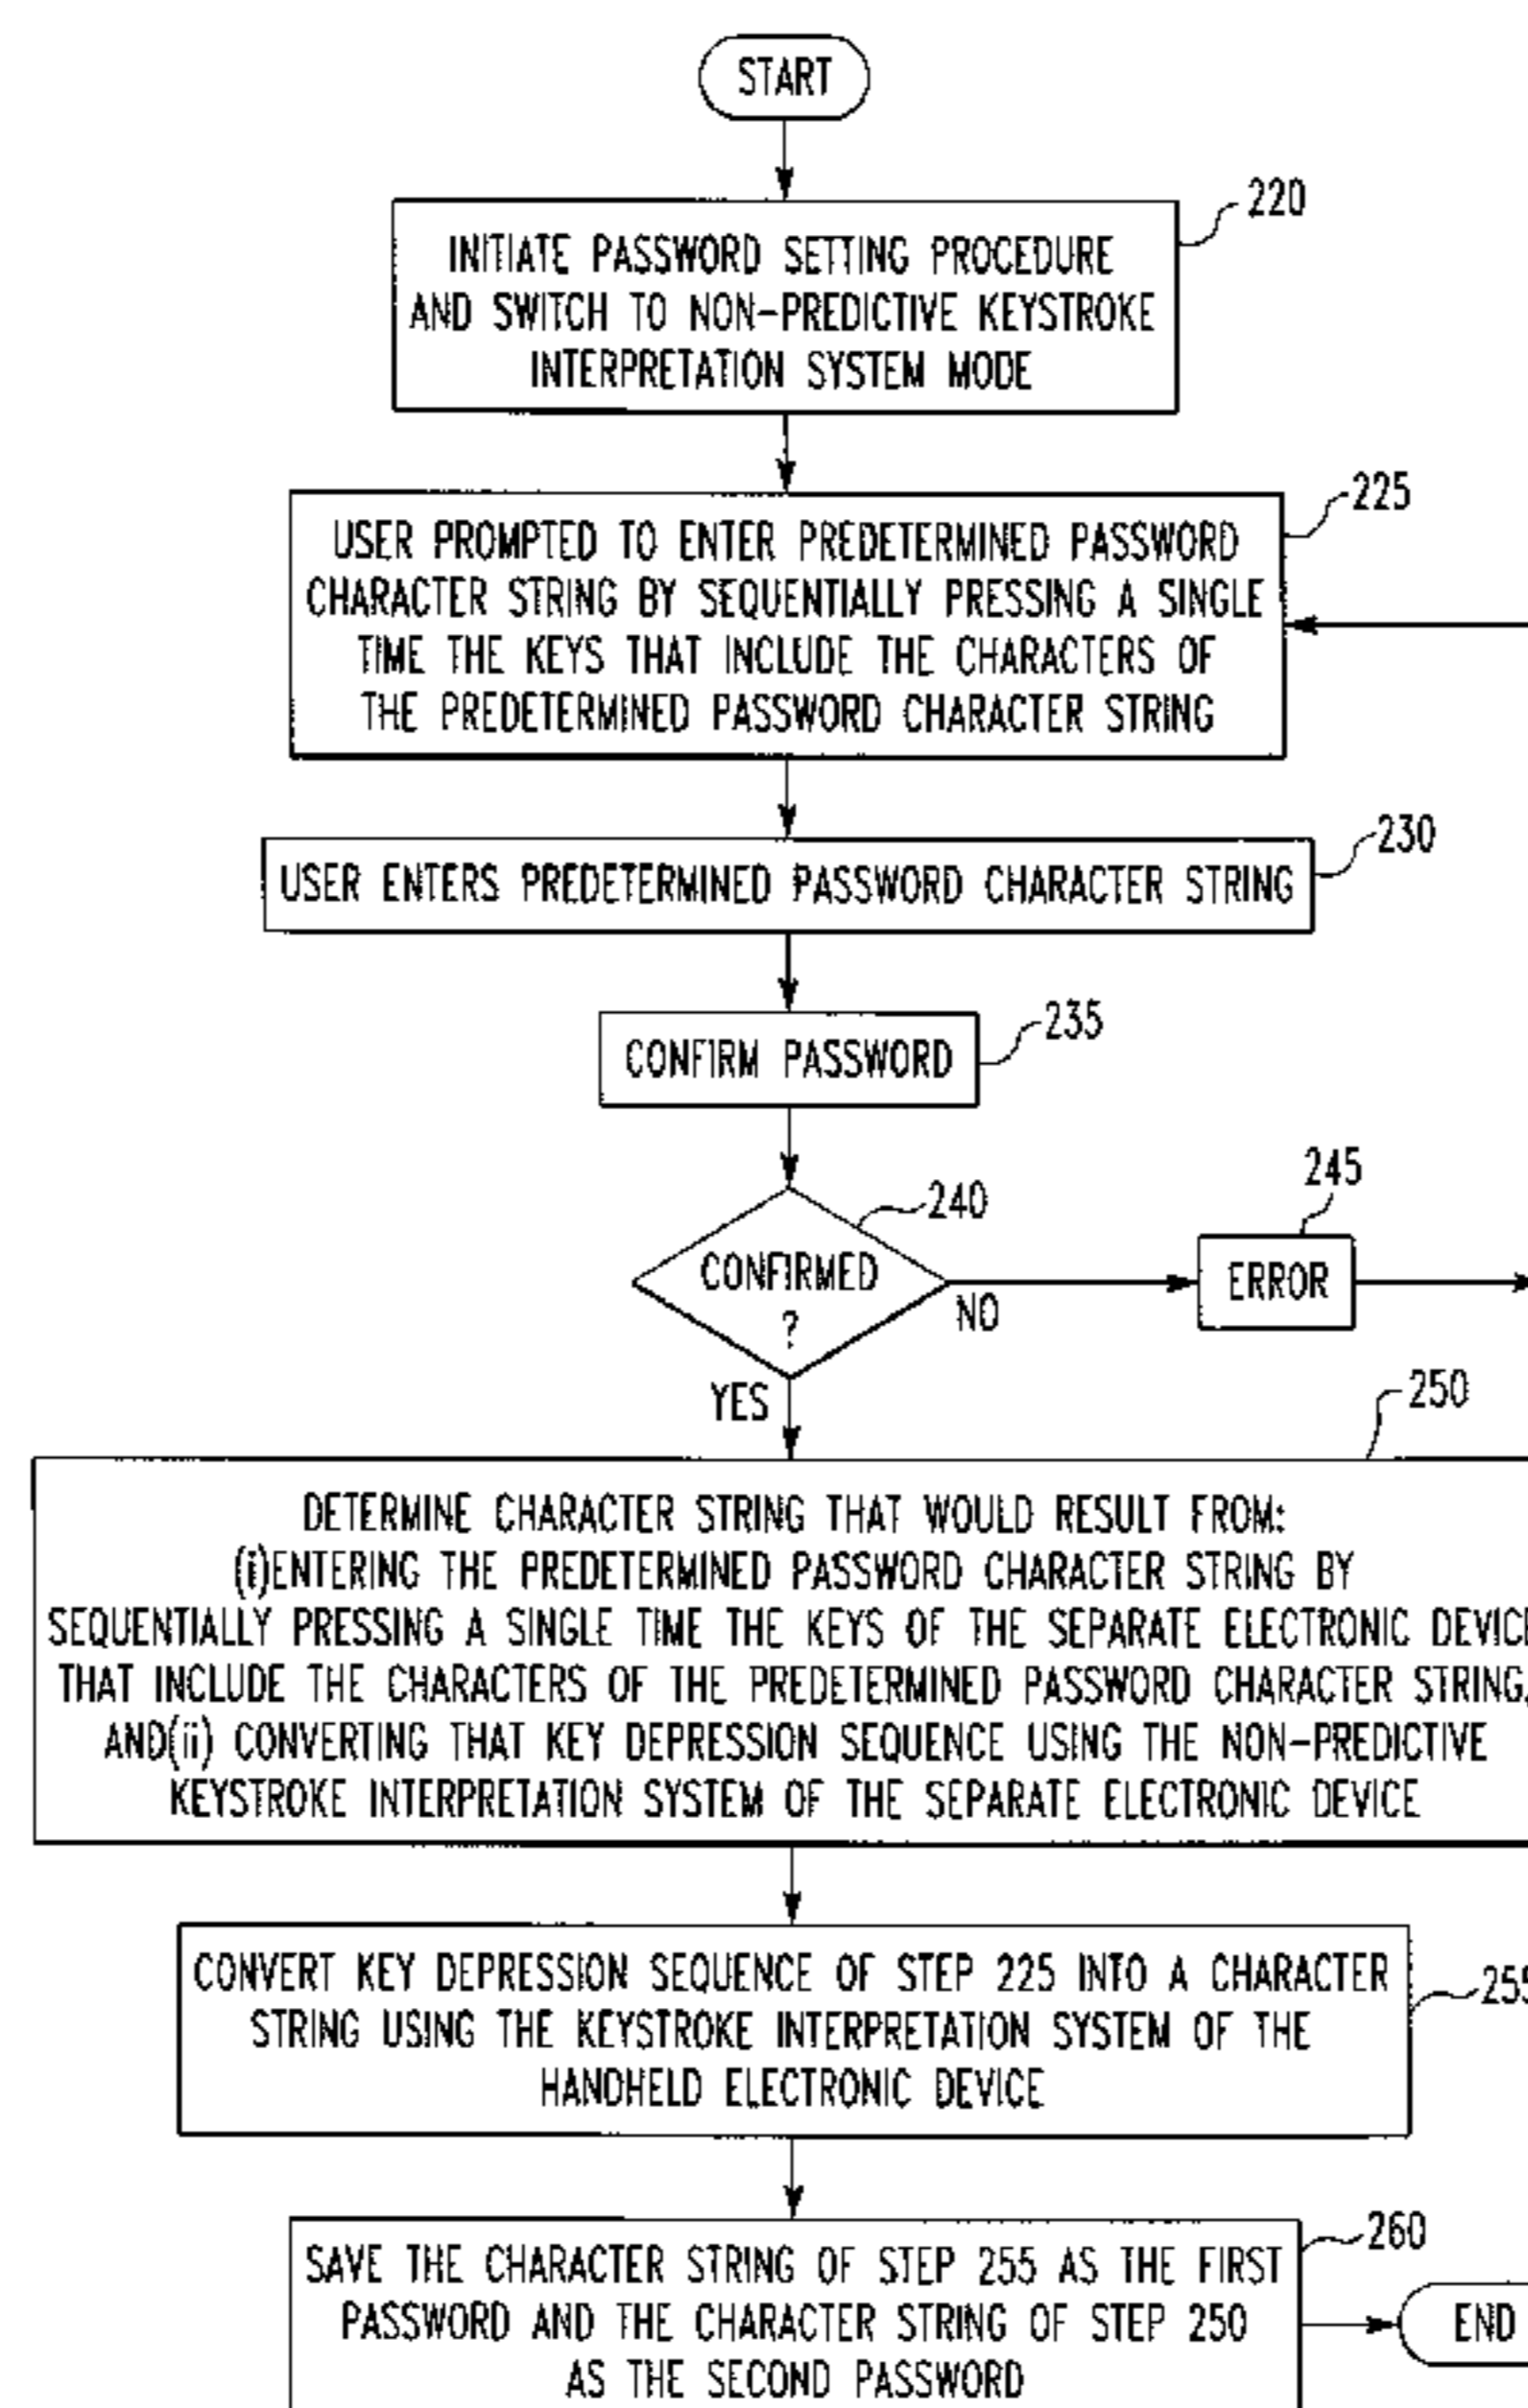 START
220
INITIATE PASSWORD SETTING PROCEDURE
AND SWITCH TO NON-PREDICTIVE KEYSTROKE
INTERPRETATION SYSTEM MODE
225
USER PROMPTED TO ENTER PREDETERMINED PASSWORD
CHARACTER STRING BY SEQUENTIALLY PRESSING A SINGLE
TIME THE KEYS THAT INCLUDE THE CHARACTERS OF
THE PREDETERMINED PASSWORD CHARACTER STRING
230
USER ENTERS PREDETERMINED PASSWORD CHARACTER STRING
235
CONFIRM PASSWORD
240
CONFIRMED
?
NO
245
ERROR
YES
250
DETERMINE CHARACTER STRING THAT WOULD RESULT FROM:
(i)ENTERING THE PREDETERMINED PASSWORD CHARACTER STRING BY
SEQUENTIALLY PRESSING A SINGLE TIME THE KEYS OF THE SEPARATE ELECTRONIC DEVICE
THAT INCLUDE THE CHARACTERS OF THE PREDETERMINED PASSWORD CHARACTER STRING,
AND(ii) CONVERTING THAT KEY DEPRESSION SEQUENCE USING THE NON-PREDICTIVE
KEYSTROKE INTERPRETATION SYSTEM OF THE SEPARATE ELECTRONIC DEVICE
255
CONVERT KEY DEPRESSION SEQUENCE OF STEP 225 INTO A CHARACTER
STRING USING THE KEYSTROKE INTERPRETATION SYSTEM OF THE
HANDHELD ELECTRONIC DEVICE
260
SAVE THE CHARACTER STRING OF STEP 255 AS THE FIRST
PASSWORD AND THE CHARACTER STRING OF STEP 250
AS THE SECOND PASSWORD
END